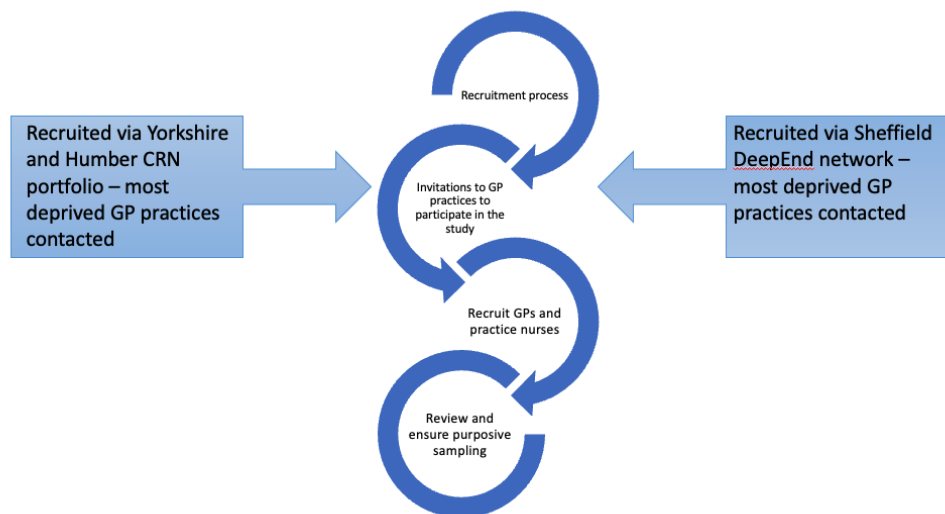 Recruitment process
Recruited via Yorkshire
and Humber CRN
portfolio – most
deprived GP practices
contacted
Invitations to GP
practices to
participate in the
study
Recruited via Sheffield
DeepEnd network –
most deprived GP
practices contacted
Recruit GPs and
practice nurses
Review and
ensure purposive
sampling